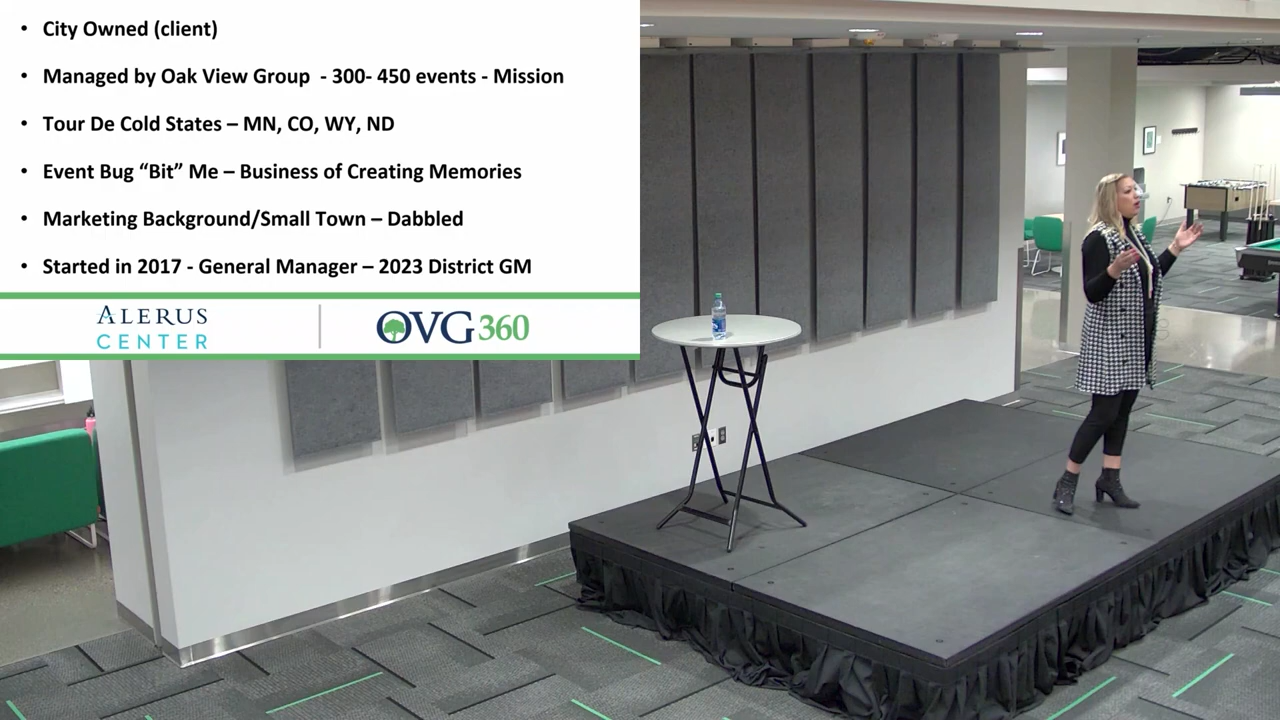 • City Owned (client)
• Managed by Oak View Group - 300- 450 events - Mission
• Tour De Cold States – MN, CO, WY, ND
• Event Bug “Bit” Me – Business of Creating Memories
• Marketing Background/Small Town – Dabbled
• Started in 2017 - General Manager – 2023 District GM
ALERUS CENTER
OVG360